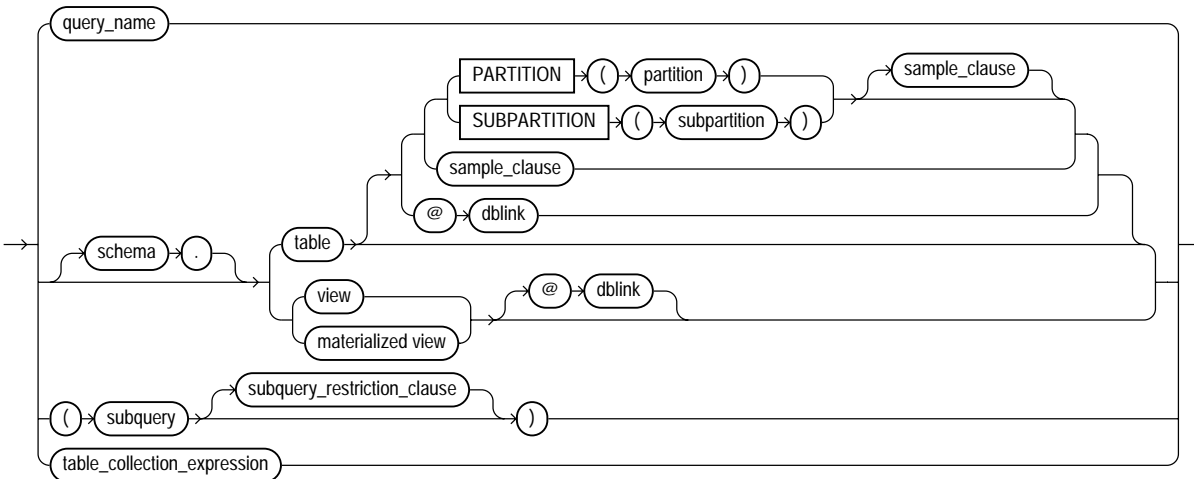 query_name
PARTITION ( partition ) sample_clause
SUBPARTITION ( subpartition )
sample_clause
@ dblink
schema . table
view @ dblink
materialized view
( subquery subquery_restriction_clause )
table_collection_expression